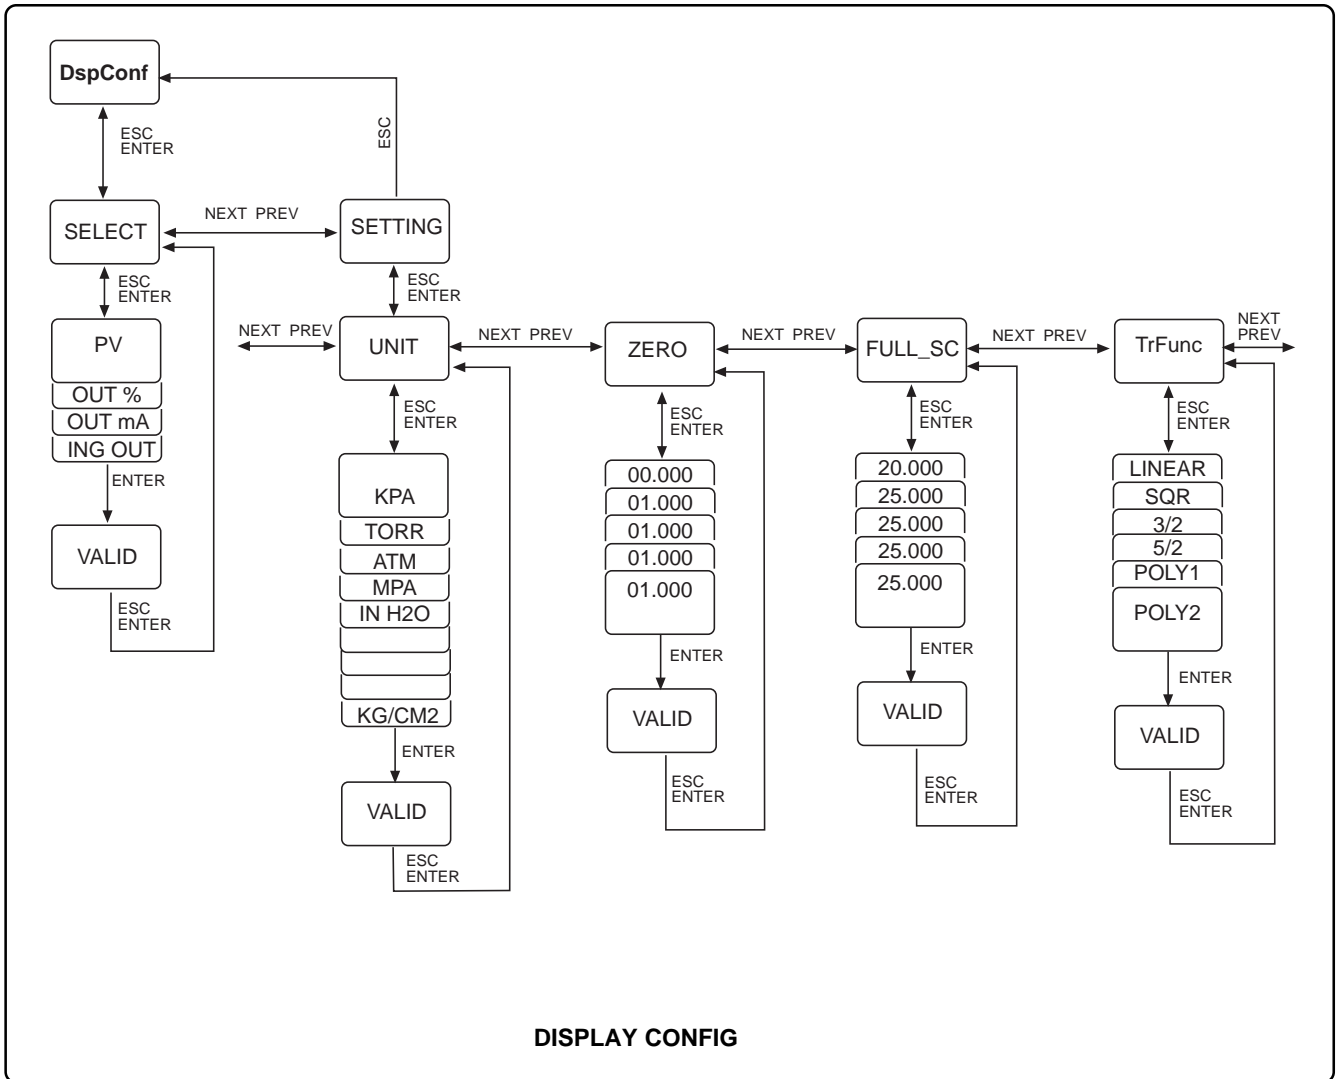 DspConf
ESC
ENTER
ESC
SELECT
NEXT PREV
SETTING
ESC
ENTER
PV
OUT %
OUT mA
ING OUT
ENTER
VALID
ESC
ENTER
ESC
ENTER
NEXT PREV
UNIT
NEXT PREV
ESC
ENTER
KPA
TORR
ATM
MPA
IN H2O
KG/CM2
ENTER
VALID
ESC
ENTER
ZERO
NEXT PREV
ESC
ENTER
00.000
01.000
01.000
01.000
01.000
ENTER
VALID
ESC
ENTER
FULL_SC
NEXT PREV
ESC
ENTER
20.000
25.000
25.000
25.000
25.000
ENTER
VALID
ESC
ENTER
TrFunc
NEXT
PREV
ESC
ENTER
LINEAR
SQR
3/2
5/2
POLY1
POLY2
ENTER
VALID
ESC
ENTER
DISPLAY CONFIG